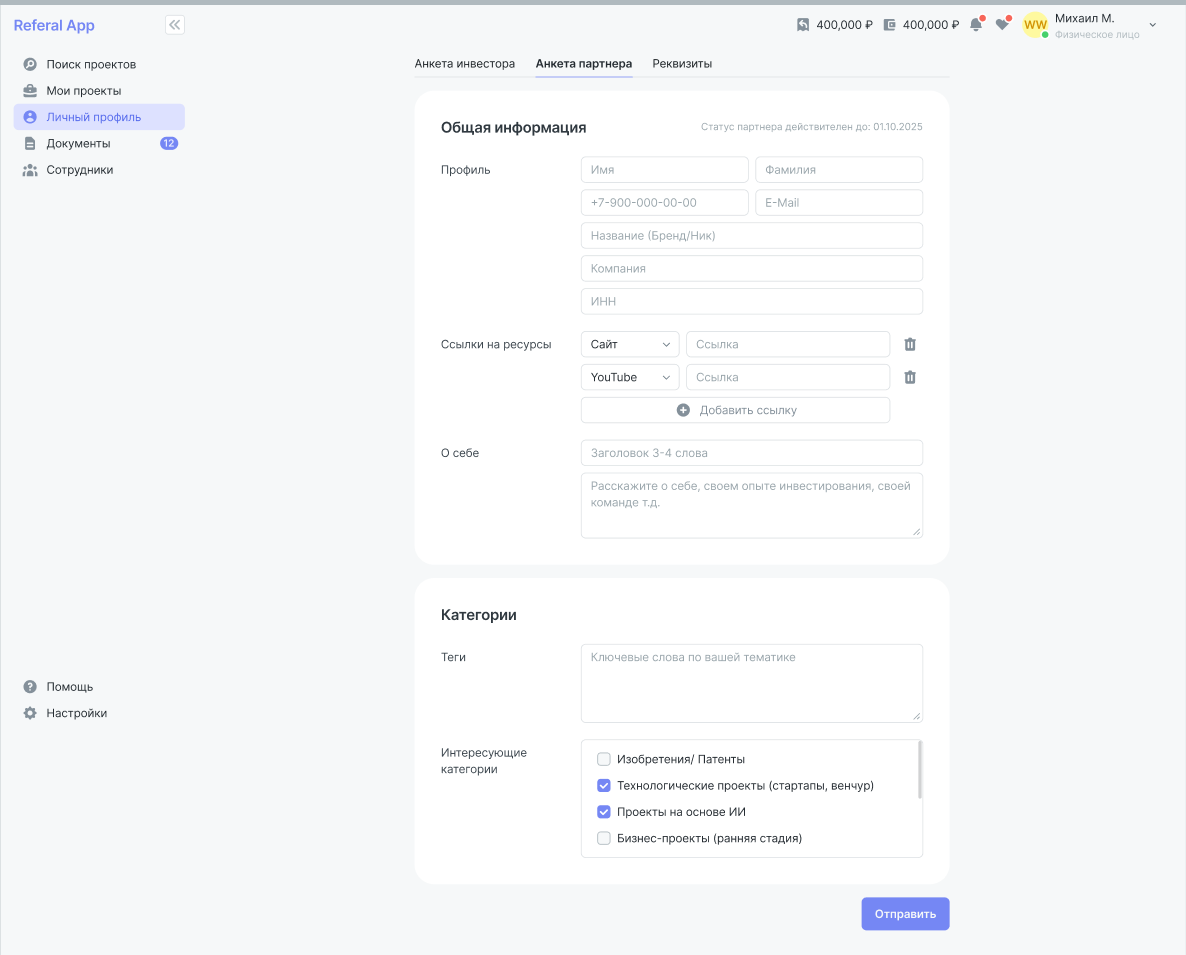 Referal App
400,000 ₽
400,000 ₽
WW
Михаил М.
Физическое лицо
Поиск проектов
Мои проекты
Личный профиль
Документы
12
Сотрудники
Помощь
Настройки
Анкета инвестора
Анкета партнера
Реквизиты
Общая информация
Статус партнера действителен до: 01.10.2025
Профиль
Имя
Фамилия
+7-900-000-00-00
E-Mail
Название (Бренд/Ник)
Компания
ИНН
Ссылки на ресурсы
Сайт
Ссылка
YouTube
Ссылка
Добавить ссылку
О себе
Заголовок 3-4 слова
Расскажите о себе, своем опыте инвестирования, своей
команде т.д.
Категории
Теги
Ключевые слова по вашей тематике
Интересующие
категории
Изобретения/ Патенты
Технологические проекты (стартапы, венчур)
Проекты на основе ИИ
Бизнес-проекты (ранняя стадия)
Отправить